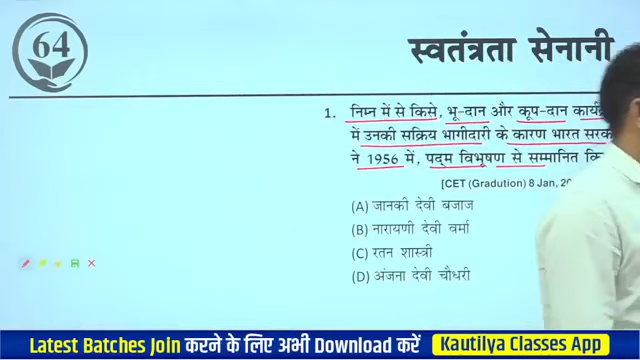 64
स्वतंत्रता सेनानी
1. निम्न में से किसे, भू-दान और कूप-दान
में उनकी सक्रिय भागीदारी के कारण भारत
ने 1956 में, पद्म विभूषण से सम्मानित
[CET (Gradution) 8 Jan,
(A) जानकी देवी बजाज
(B) नारायणी देवी वर्मा
(C) रतन शास्त्री
(D) अंजना देवी चौधरी
Latest Batches Join करने के लिए अभी Download करें Kautilya Classes App